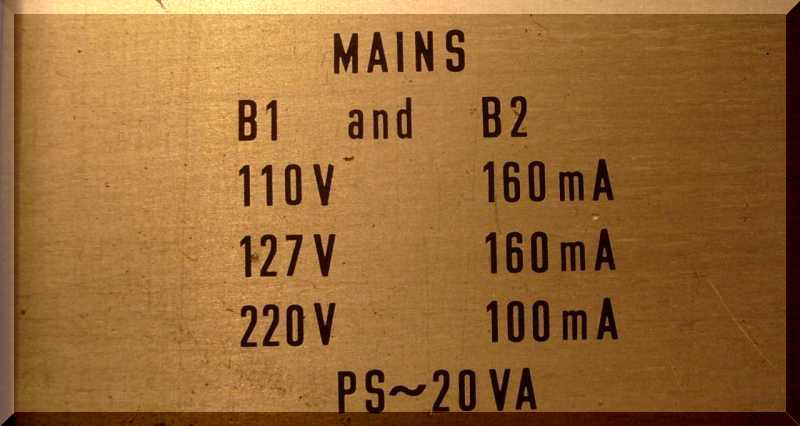 MAINS
B1 and B2
110V 160mA
127V 160mA
220V 100mA
PS~20VA